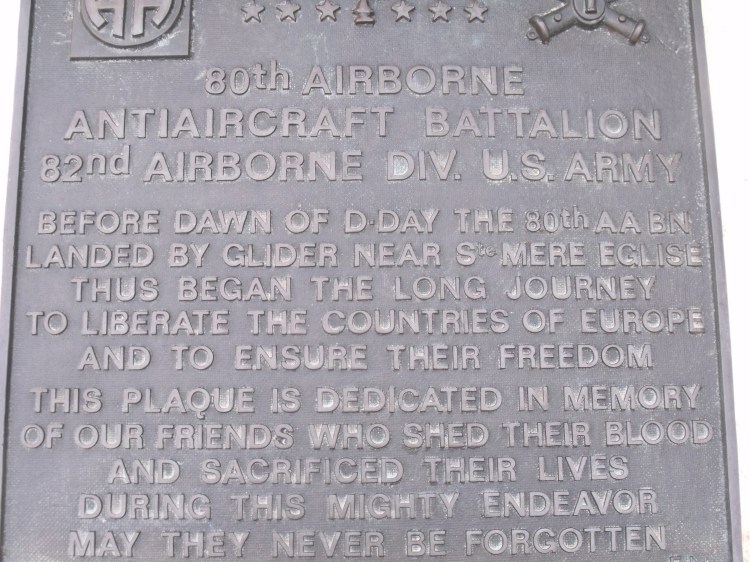 AA
80th AIRBORNE
ANTIAIRCRAFT BATTALION
82nd AIRBORNE DIV. U.S. ARMY
BEFORE DAWN OF D-DAY THE 80th AA BN
LANDED BY GLIDER NEAR Ste MERE EGLISE
THUS BEGAN THE LONG JOURNEY
TO LIBERATE THE COUNTRIES OF EUROPE
AND TO ENSURE THEIR FREEDOM
THIS PLAQUE IS DEDICATED IN MEMORY
OF OUR FRIENDS WHO SHED THEIR BLOOD
AND SACRIFICED THEIR LIVES
DURING THIS MIGHTY ENDEAVOR
MAY THEY NEVER BE FORGOTTEN